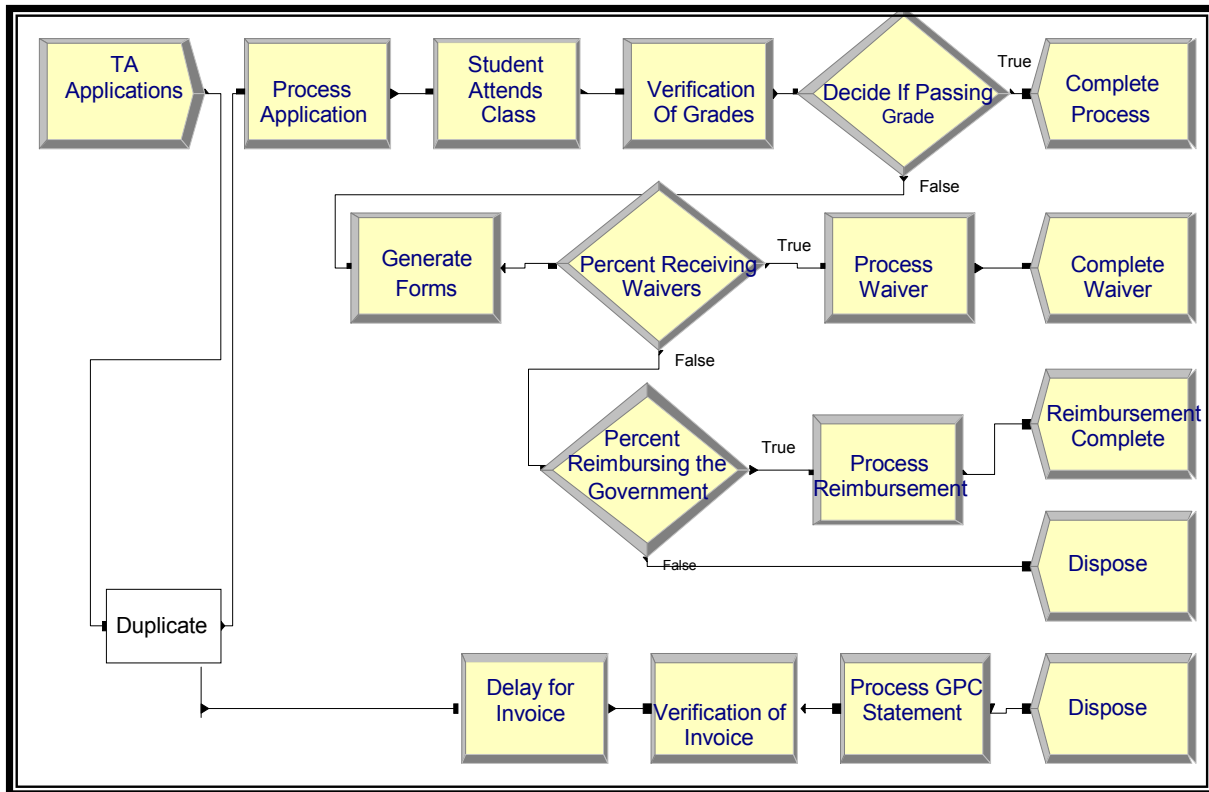 TA
Applications
Process
Application
Student
Attends
Class
Verification
Of Grades
Decide If Passing
Grade
True
Complete
Process
False
Generate
Forms
Percent Receiving
Waivers
True
Process
Waiver
Complete
Waiver
False
Percent
Reimbursing the
Government
True
Process
Reimbursement
Reimbursement
Complete
False
Dispose
Duplicate
Delay for
Invoice
Verification of
Invoice
Process GPC
Statement
Dispose